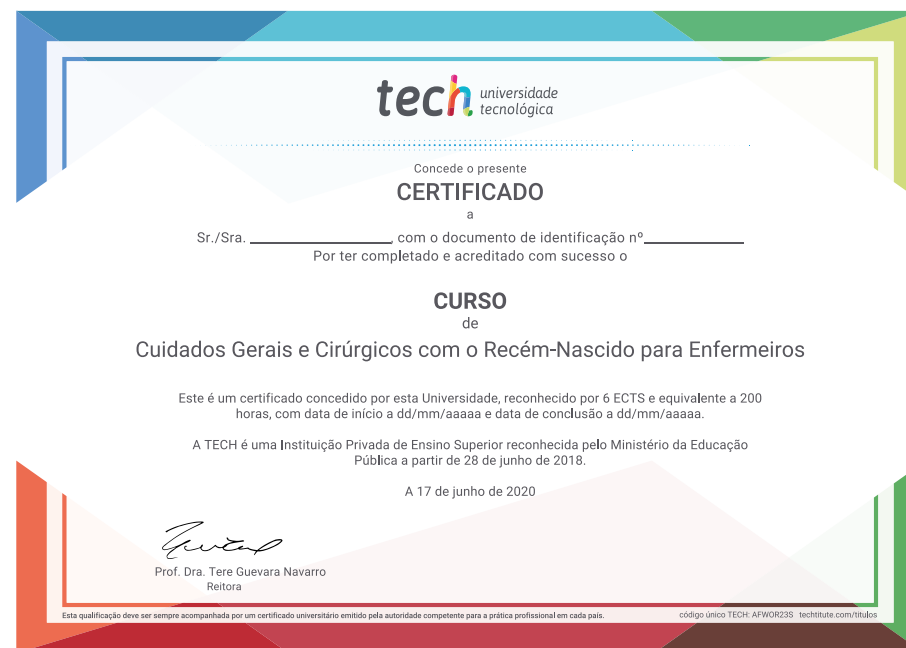 tech universidade
tecnológica
Concede o presente
CERTIFICADO
a
Sr./Sra. ____________________, com o documento de identificação nº______________
Por ter completado e acreditado com sucesso o
CURSO
de
Cuidados Gerais e Cirúrgicos com o Recém-Nascido para Enfermeiros
Este é um certificado concedido por esta Universidade, reconhecido por 6 ECTS e equivalente a 200
horas, com data de início a dd/mm/aaaaa e data de conclusão a dd/mm/aaaaa.
A TECH é uma Instituição Privada de Ensino Superior reconhecida pelo Ministério da Educação
Pública a partir de 28 de junho de 2018.
A 17 de junho de 2020
Prof. Dra. Tere Guevara Navarro
Reitora
Esta qualificação deve ser sempre acompanhada por um certificado universitário emitido pela autoridade competente para a prática profissional em cada país. código único TECH: AFWOR23S techtitute.com/titulos